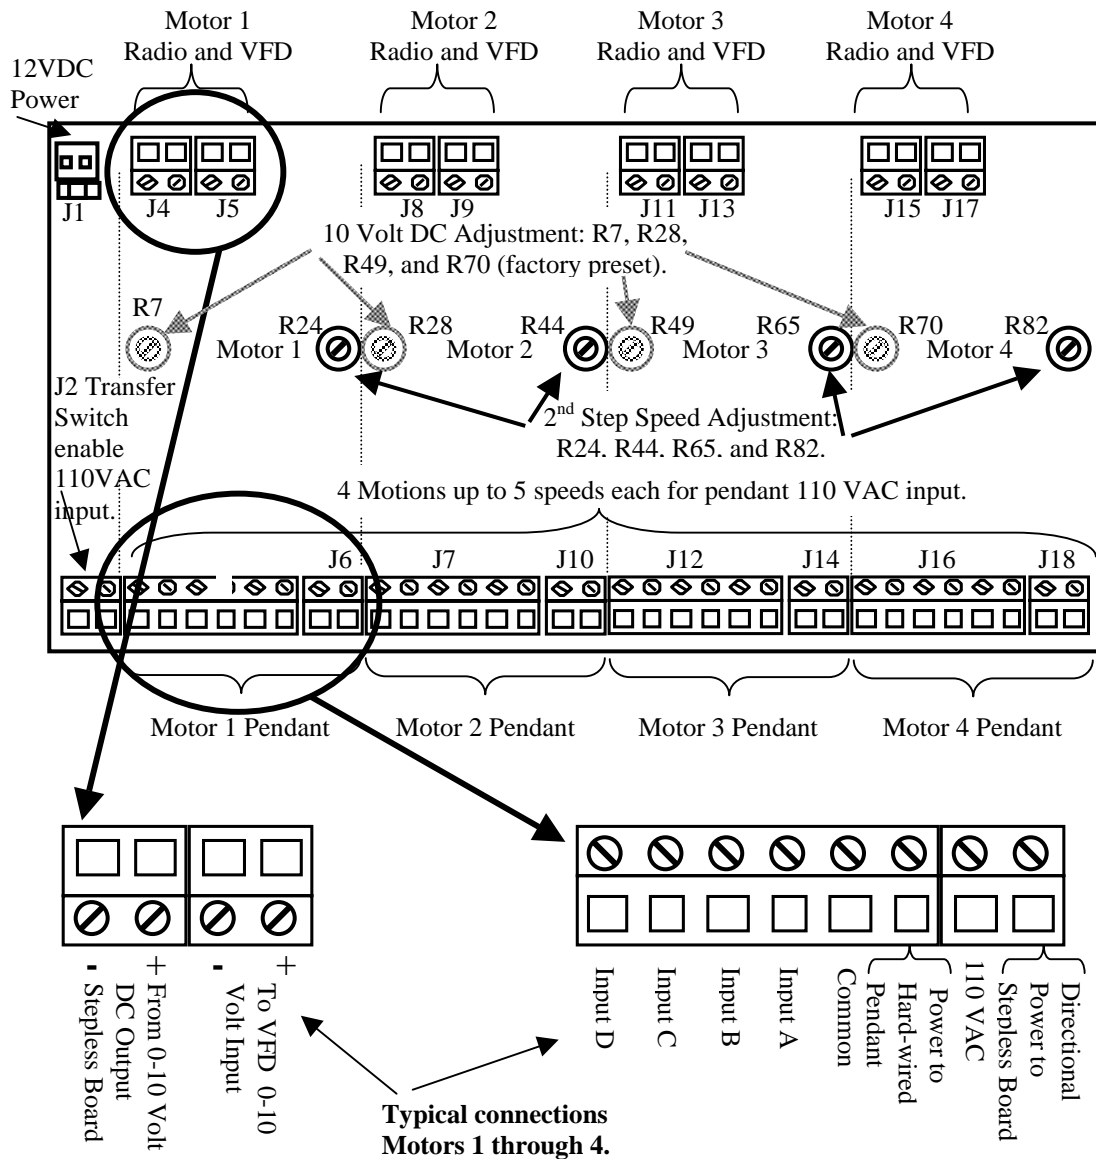 Motor 1
Radio and VFD
Motor 2
Radio and VFD
Motor 3
Radio and VFD
Motor 4
Radio and VFD
12VDC
Power
J1
J4
J5
J8
J9
J11
J13
J15
J17
10 Volt DC Adjustment: R7, R28,
R49, and R70 (factory preset).
R7
R24
R28
R44
R49
R65
R70
R82
Motor 1
Motor 2
Motor 3
Motor 4
J2 Transfer
Switch
enable
110VAC
input.
2nd Step Speed Adjustment:
R24, R44, R65, and R82.
4 Motions up to 5 speeds each for pendant 110 VAC input.
J6
J7
J10
J12
J14
J16
J18
Motor 1 Pendant
Motor 2 Pendant
Motor 3 Pendant
Motor 4 Pendant
-
Stepless Board
+ From 0-10 Volt
DC Output
-
Volt Input
+
To VFD 0-10
Input D
Input C
Input B
Input A
Common
Power to
Hard-wired
Pendant
110 VAC
Directional
Power to
Stepless Board
Typical connections
Motors 1 through 4.